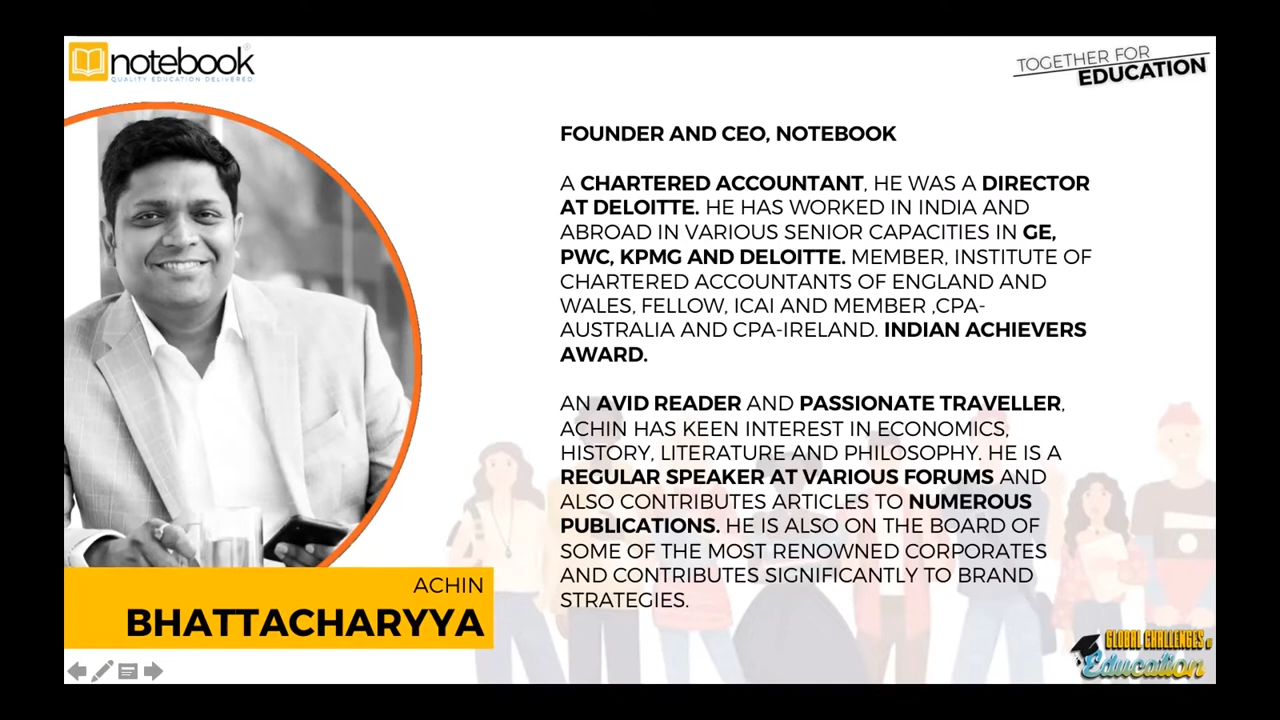 notebook
QUALITY EDUCATION DELIVERED
TOGETHER FOR
EDUCATION
FOUNDER AND CEO, NOTEBOOK
A CHARTERED ACCOUNTANT, HE WAS A DIRECTOR
AT DELOITTE. HE HAS WORKED IN INDIA AND
ABROAD IN VARIOUS SENIOR CAPACITIES IN GE,
PWC, KPMG AND DELOITTE. MEMBER, INSTITUTE OF
CHARTERED ACCOUNTANTS OF ENGLAND AND
WALES, FELLOW, ICAI AND MEMBER ,CPA-
AUSTRALIA AND CPA-IRELAND. INDIAN ACHIEVERS
AWARD.
AN AVID READER AND PASSIONATE TRAVELLER,
ACHIN HAS KEEN INTEREST IN ECONOMICS,
HISTORY, LITERATURE AND PHILOSOPHY. HE IS A
REGULAR SPEAKER AT VARIOUS FORUMS AND
ALSO CONTRIBUTES ARTICLES TO NUMEROUS
PUBLICATIONS. HE IS ALSO ON THE BOARD OF
SOME OF THE MOST RENOWNED CORPORATES
AND CONTRIBUTES SIGNIFICANTLY TO BRAND
STRATEGIES.
ACHIN
BHATTACHARYYA
GLOBAL CHALLENGES of
Education